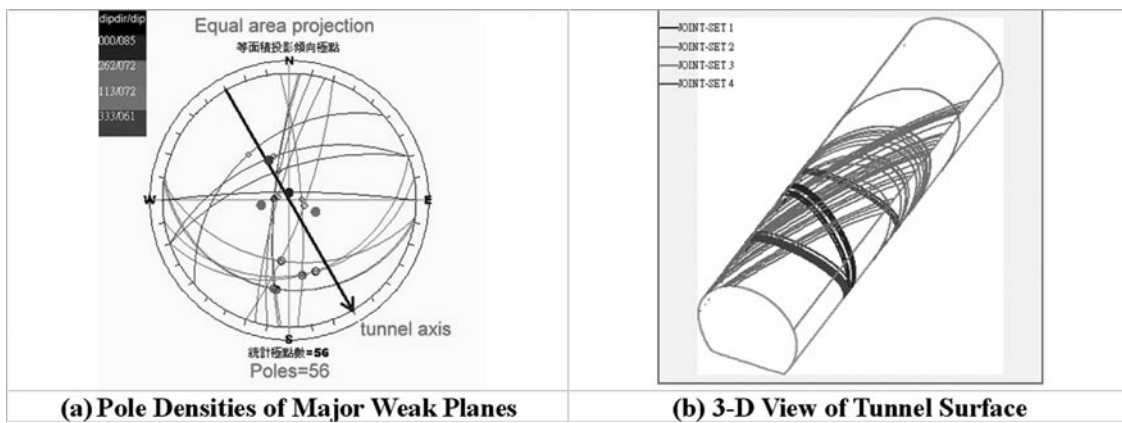 dipdir/dip
000/085
262/072
113/072
333/061
Equal area projection
等面積投影傾向極點
N
W
E
S
tunnel axis
統計極點數=56
Poles=56
JOINT-SET 1
JOINT-SET 2
JOINT-SET 3
JOINT-SET 4
(a) Pole Densities of Major Weak Planes
(b) 3-D View of Tunnel Surface